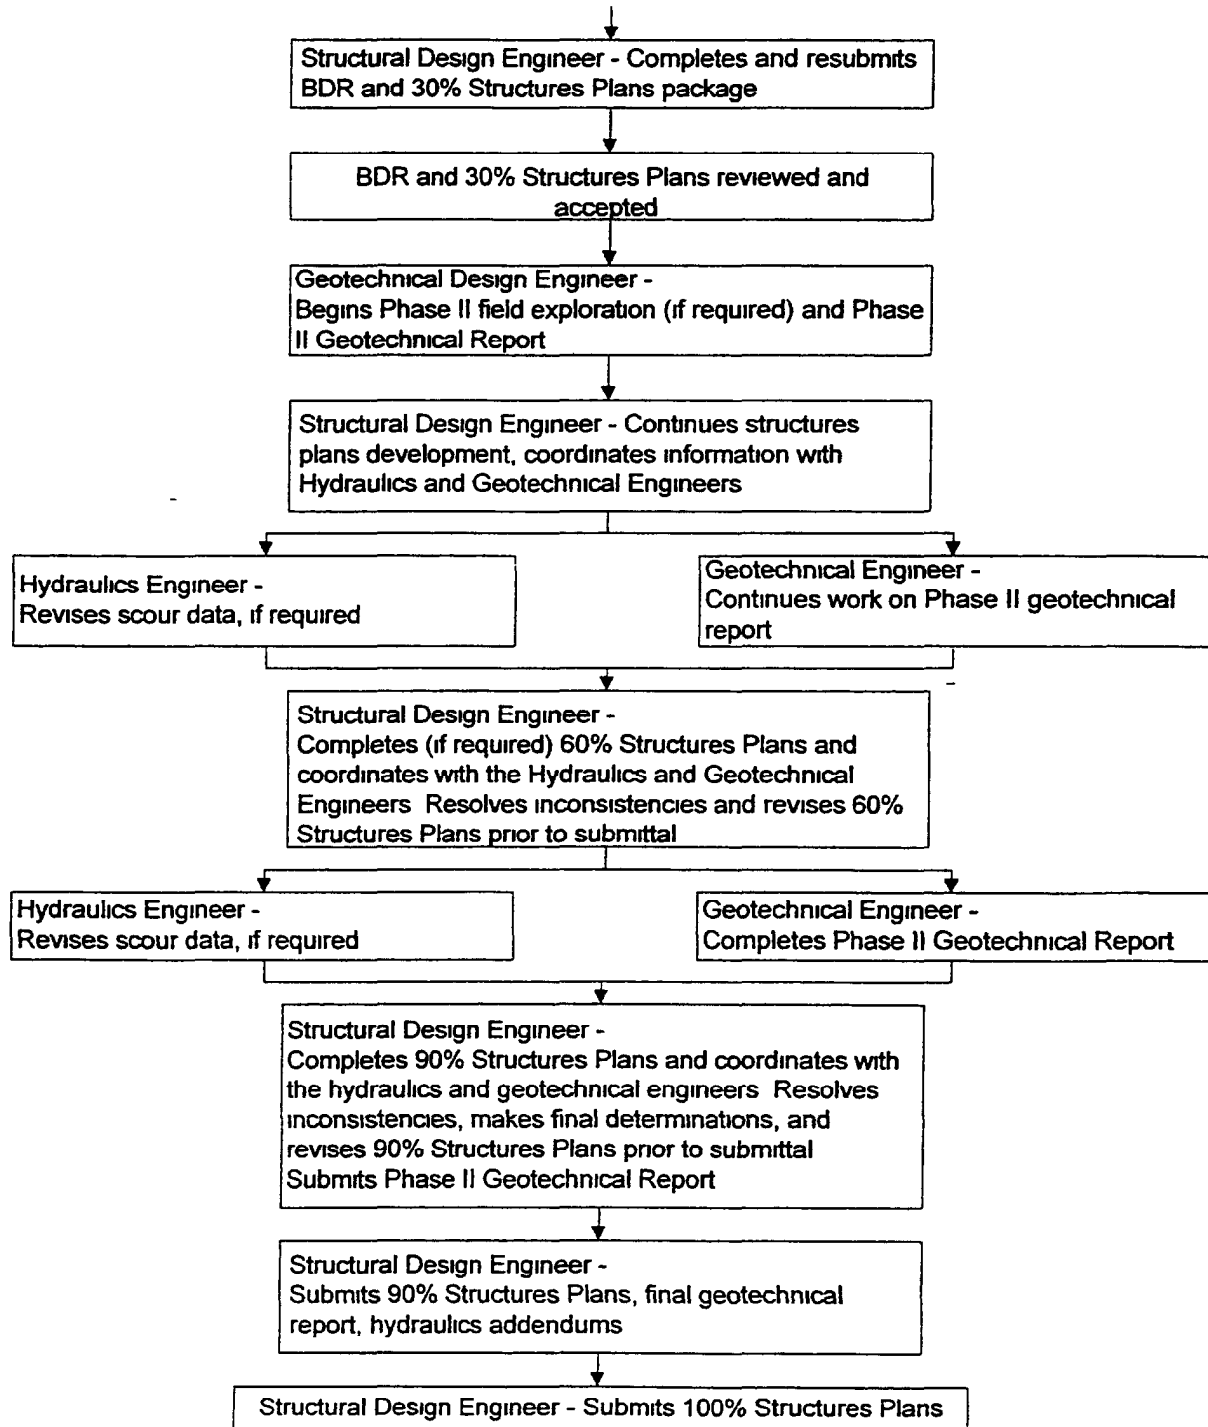 Structural Design Engineer - Completes and resubmits
BDR and 30% Structures Plans package
BDR and 30% Structures Plans reviewed and
accepted
Geotechnical Design Engineer -
Begins Phase II field exploration (if required) and Phase
II Geotechnical Report
Structural Design Engineer - Continues structures
plans development, coordinates information with
Hydraulics and Geotechnical Engineers
Hydraulics Engineer -
Revises scour data, if required
Geotechnical Engineer -
Continues work on Phase II geotechnical
report
Structural Design Engineer -
Completes (if required) 60% Structures Plans and
coordinates with the Hydraulics and Geotechnical
Engineers Resolves inconsistencies and revises 60%
Structures Plans prior to submittal
Hydraulics Engineer -
Revises scour data, if required
Geotechnical Engineer -
Completes Phase II Geotechnical Report
Structural Design Engineer -
Completes 90% Structures Plans and coordinates with
the hydraulics and geotechnical engineers Resolves
inconsistencies, makes final determinations, and
revises 90% Structures Plans prior to submittal
Submits Phase II Geotechnical Report
Structural Design Engineer -
Submits 90% Structures Plans, final geotechnical
report, hydraulics addendums
Structural Design Engineer - Submits 100% Structures Plans